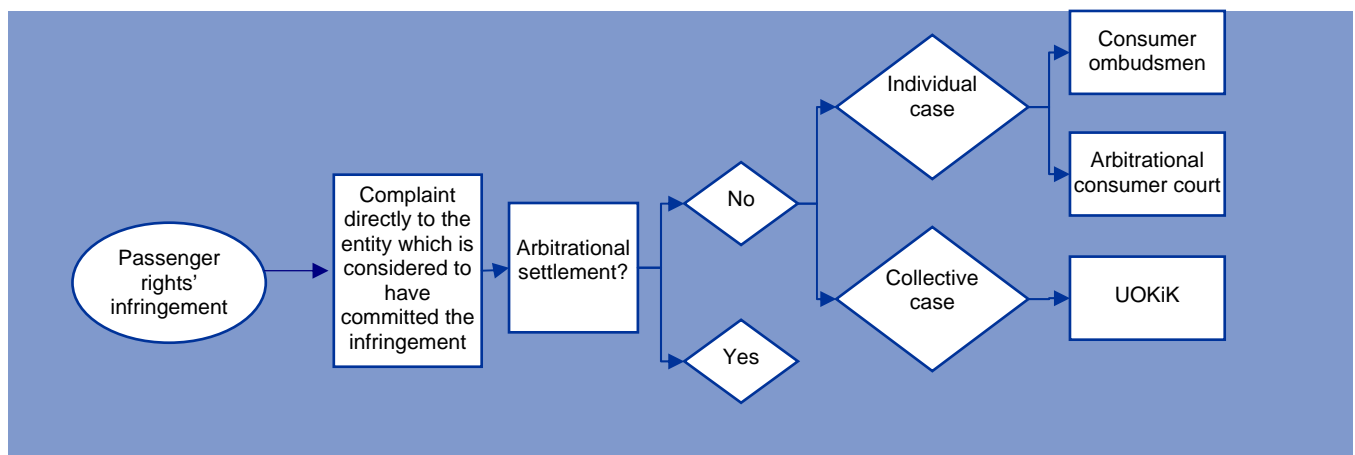 Passenger
rights'
infringement
Complaint
directly to the
entity which is
considered to
have
committed the
infringement
Arbitrational
settlement?
No
Yes
Individual
case
Collective
case
Consumer
ombudsmen
Arbitrational
consumer court
UOKiK